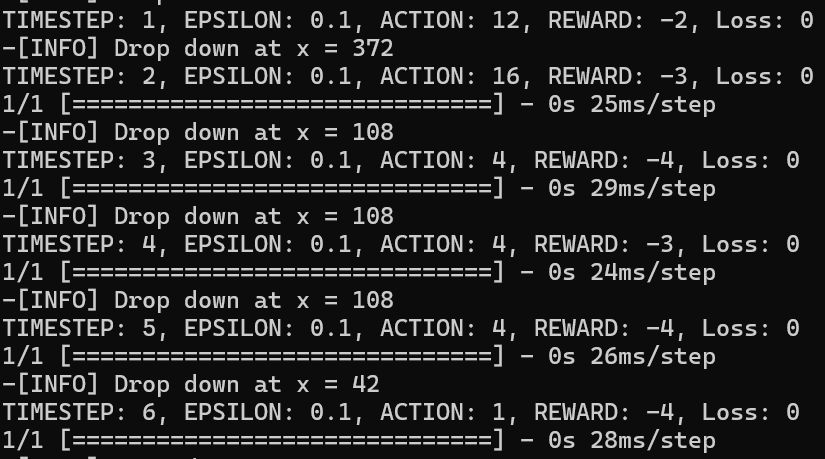 TIMESTEP: 1, EPSILON: 0.1, ACTION: 12, REWARD: -2, Loss: 0
-[INFO] Drop down at x = 372
TIMESTEP: 2, EPSILON: 0.1, ACTION: 16, REWARD: -3, Loss: 0
1/1 [==============================] - 0s 25ms/step
-[INFO] Drop down at x = 108
TIMESTEP: 3, EPSILON: 0.1, ACTION: 4, REWARD: -4, Loss: 0
1/1 [==============================] - 0s 29ms/step
-[INFO] Drop down at x = 108
TIMESTEP: 4, EPSILON: 0.1, ACTION: 4, REWARD: -3, Loss: 0
1/1 [==============================] - 0s 24ms/step
-[INFO] Drop down at x = 108
TIMESTEP: 5, EPSILON: 0.1, ACTION: 4, REWARD: -4, Loss: 0
1/1 [==============================] - 0s 26ms/step
-[INFO] Drop down at x = 42
TIMESTEP: 6, EPSILON: 0.1, ACTION: 1, REWARD: -4, Loss: 0
1/1 [==============================] - 0s 28ms/step